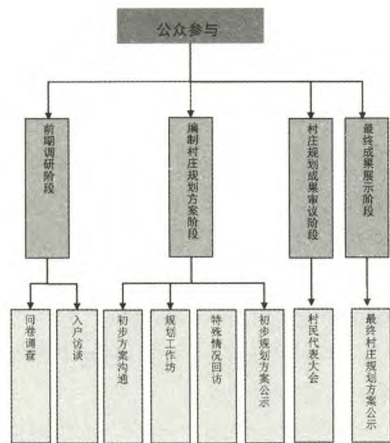 公众参与
前期调研阶段
编制村庄规划方案阶段
村庄规划成果审议阶段
最终成果展示阶段
问卷调查
入户访谈
初步方案沟通
规划工作坊
特殊情况回访
初步规划方案公示
村民代表大会
最终村庄规划方案公示